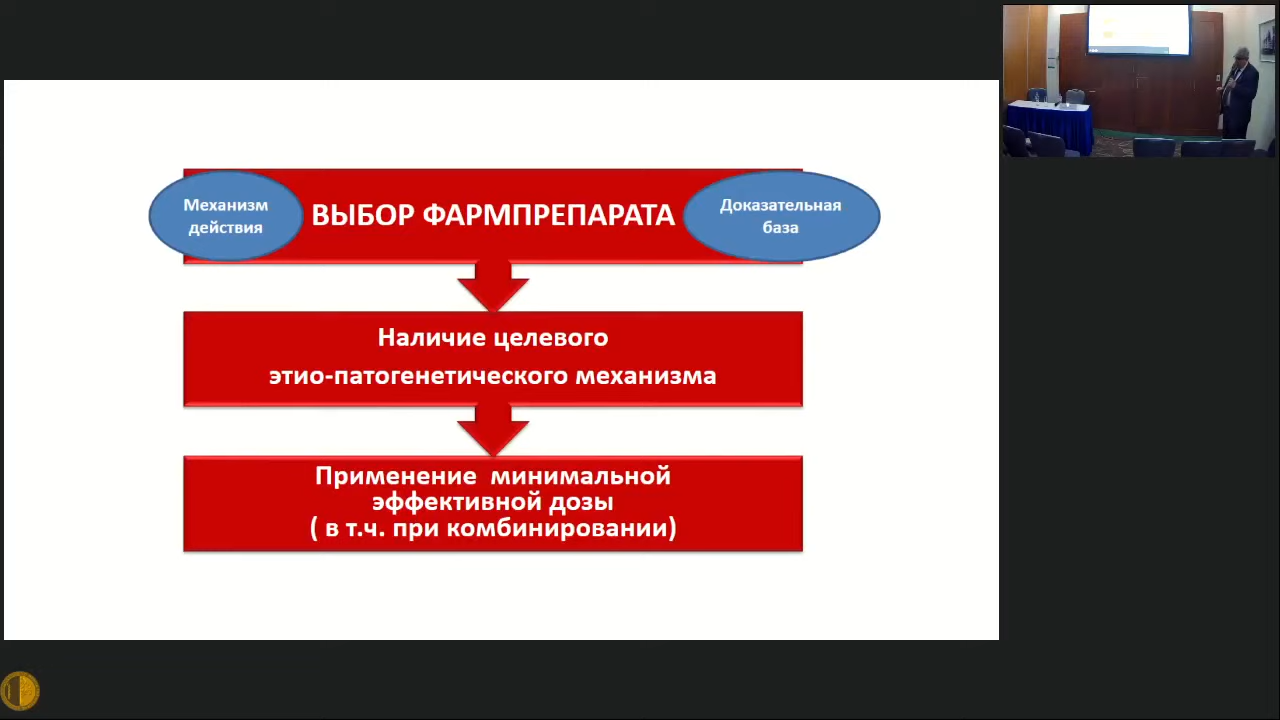 Механизм
действия
ВЫБОР ФАРМПРЕПАРАТА
Доказательная
база
Наличие целевого
этио-патогенетического механизма
Применение минимальной
эффективной дозы
( в т.ч. при комбинировании)